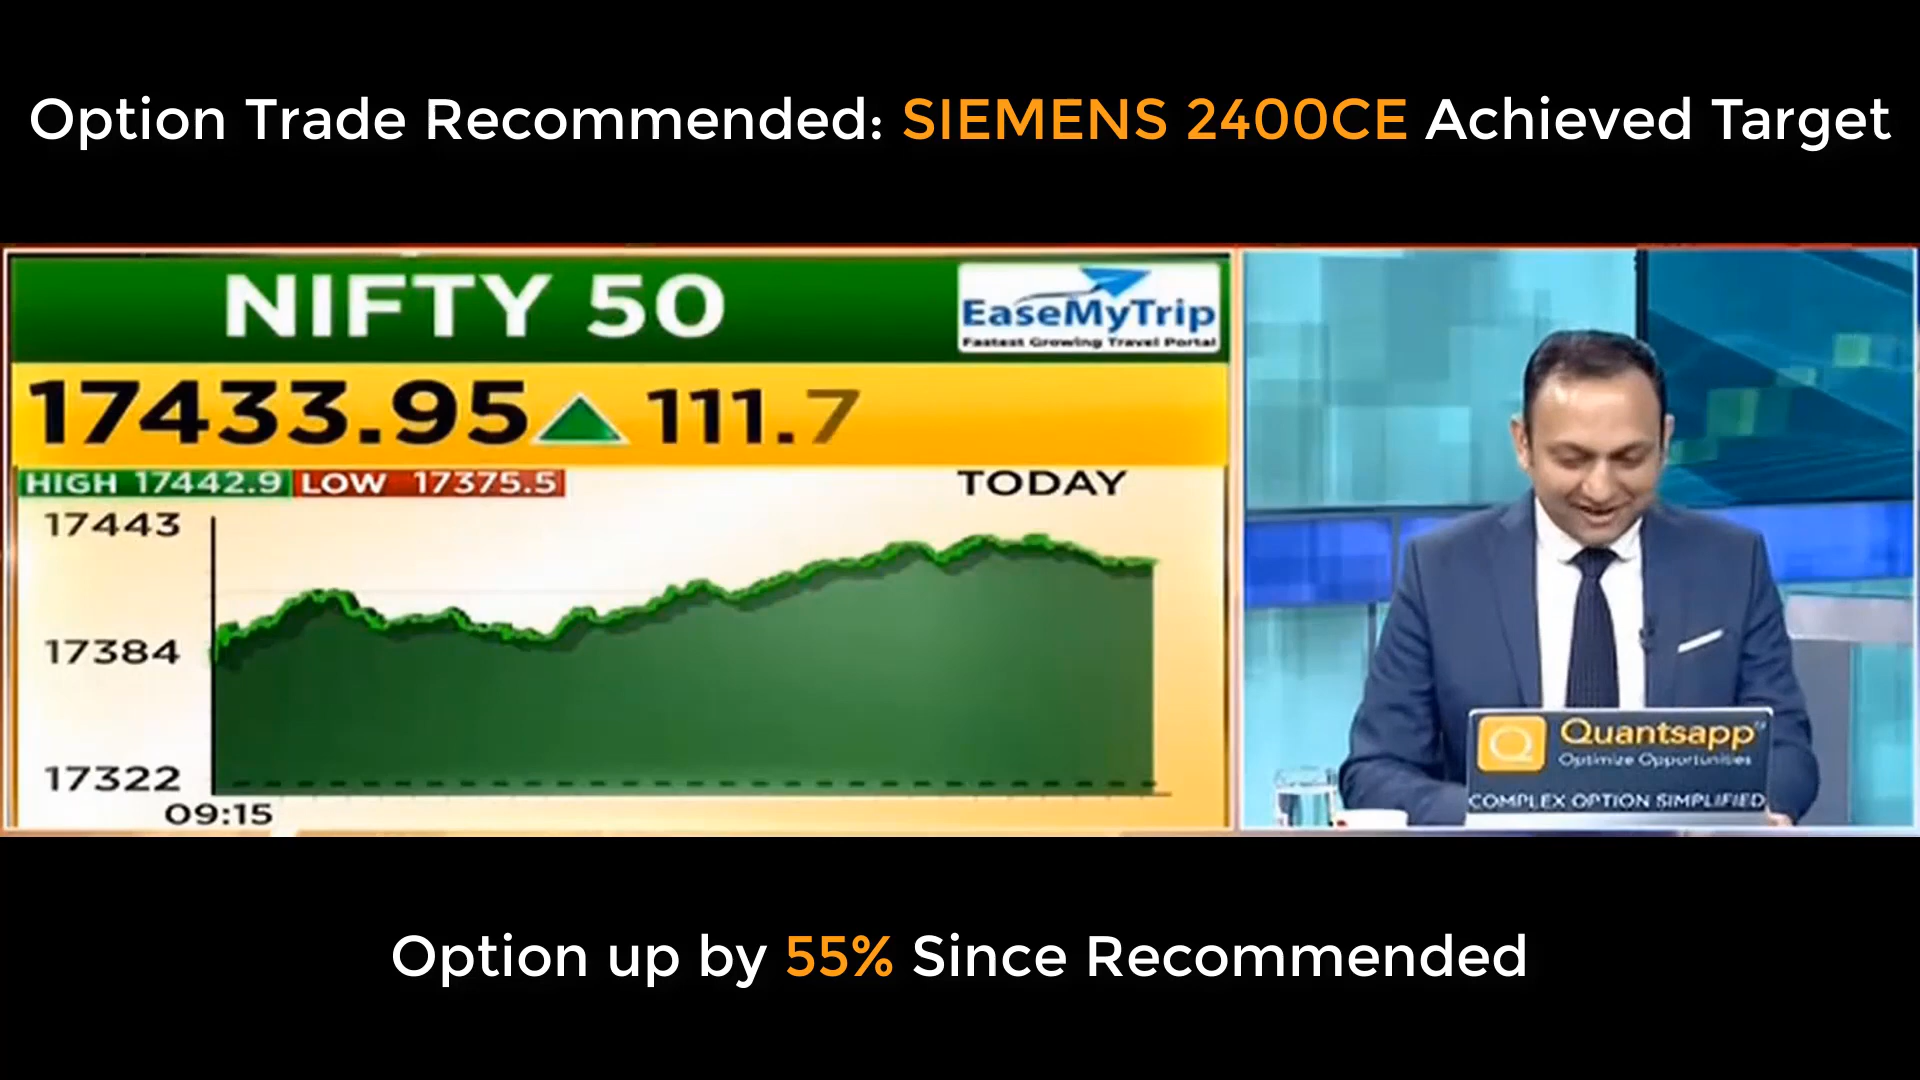 Option Trade Recommended: SIEMENS 2400CE Achieved Target
NIFTY 50
EaseMyTrip
Fastest Growing Travel Portal
17433.95 111.7
HIGH 17442.9 LOW 17375.5
TODAY
17443
17384
17322
09:15
Quantsapp
Optimize Opportunities
COMPLEX OPTION SIMPLIFIED
Option up by 55% Since Recommended